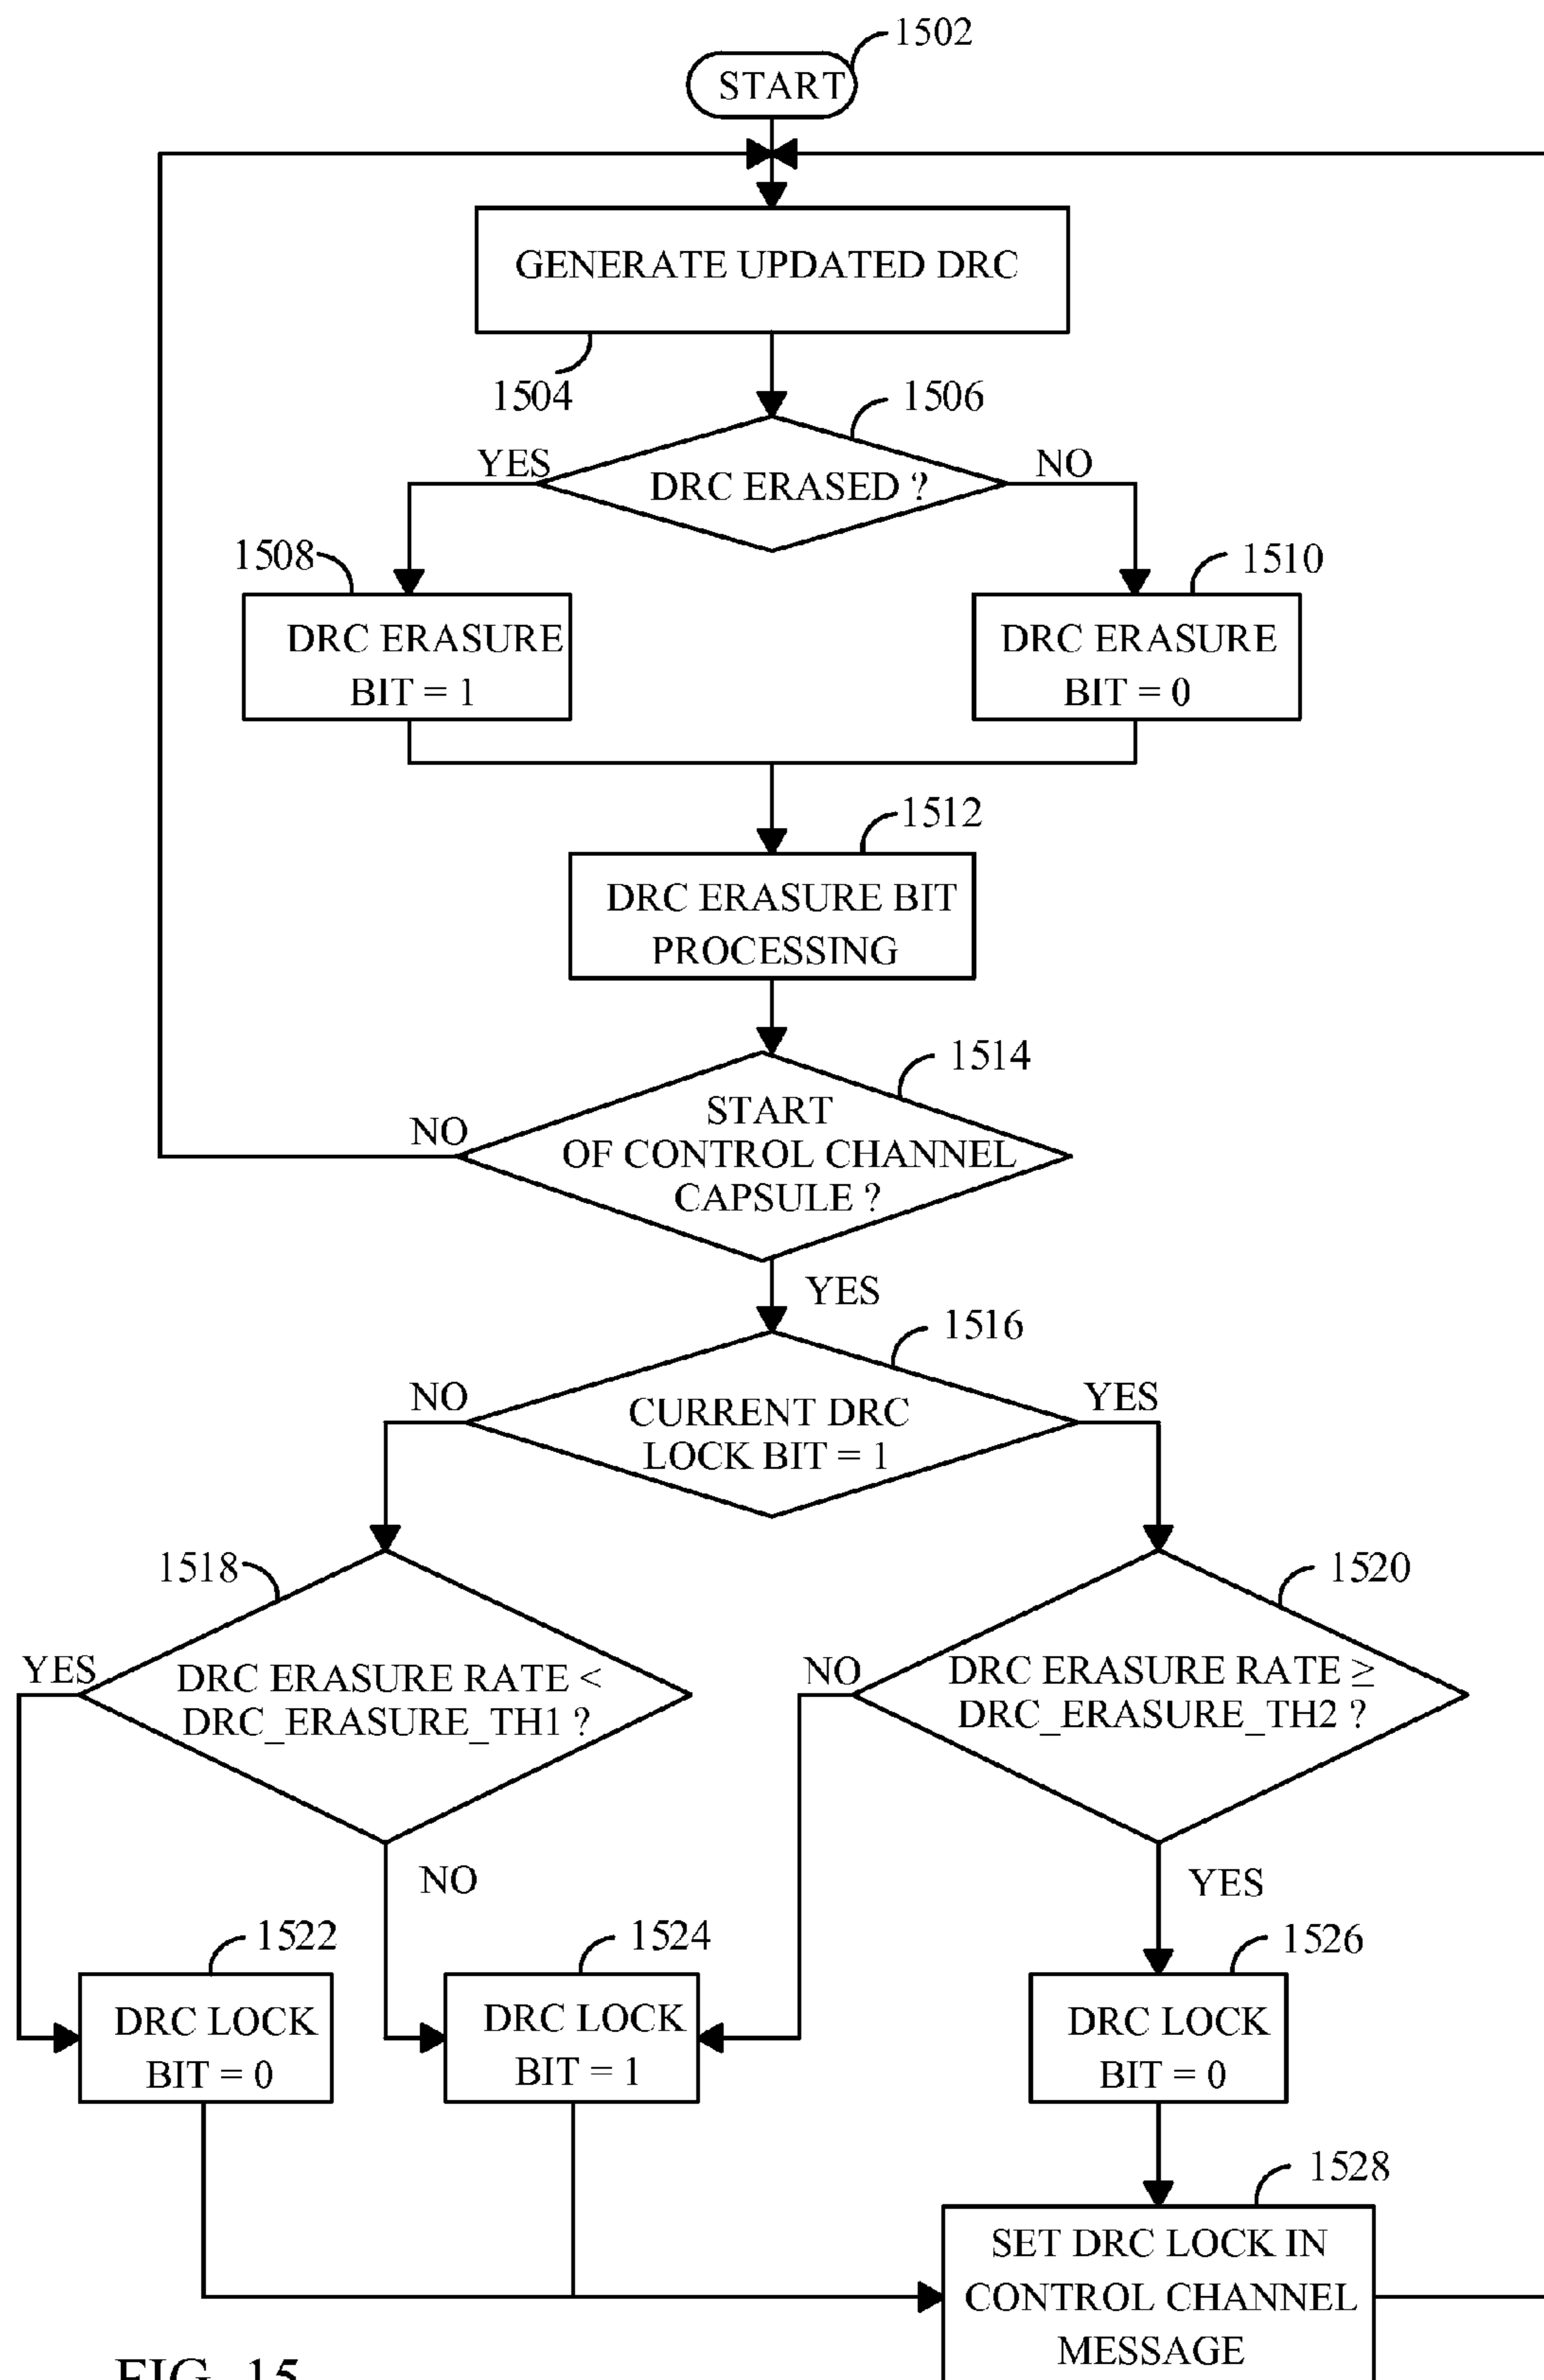 1502
START
GENERATE UPDATED DRC
1504
1506
YES
NO
DRC ERASED ?
1508
1510
DRC ERASURE
BIT = 1
DRC ERASURE
BIT = 0
1512
DRC ERASURE BIT
PROCESSING
1514
START
OF CONTROL CHANNEL
CAPSULE ?
NO
YES
1516
NO
YES
CURRENT DRC
LOCK BIT = 1
1518
1520
YES
DRC ERASURE RATE <
DRC_ERASURE_TH1 ?
NO
DRC ERASURE RATE ≥
DRC_ERASURE_TH2 ?
NO
YES
1522
1524
1526
DRC LOCK
BIT = 0
DRC LOCK
BIT = 1
DRC LOCK
BIT = 0
1528
SET DRC LOCK IN
CONTROL CHANNEL
MESSAGE
FIG. 15